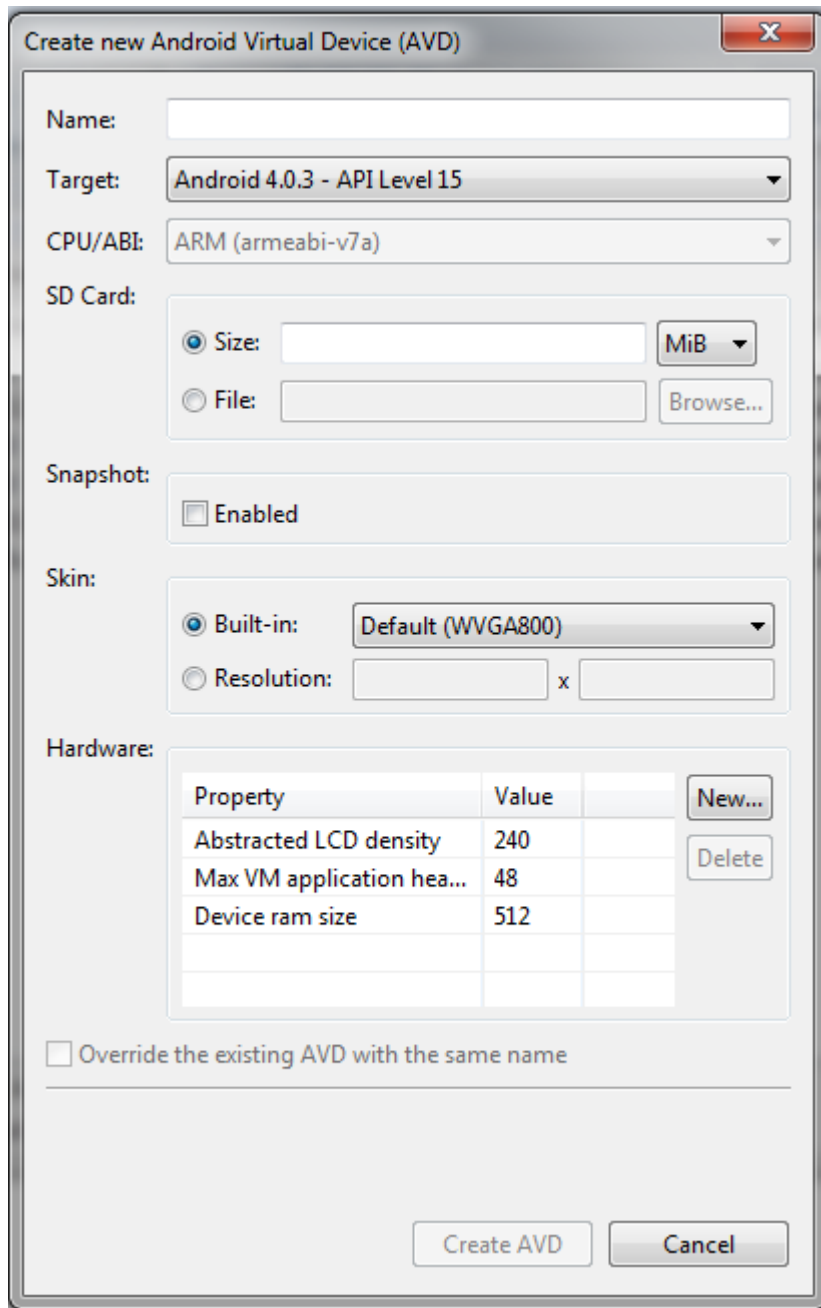 Create new Android Virtual Device (AVD)
Name:
Target: Android 4.0.3 - API Level 15
CPU/ABI: ARM (armeabi-v7a)
SD Card:
Size: MiB
File: Browse...
Snapshot:
Enabled
Skin:
Built-in: Default (WVGA800)
Resolution: x
Hardware:
Property Value New...
Abstracted LCD density 240
Delete
Max VM application hea... 48
Device ram size 512
Override the existing AVD with the same name
Create AVD Cancel